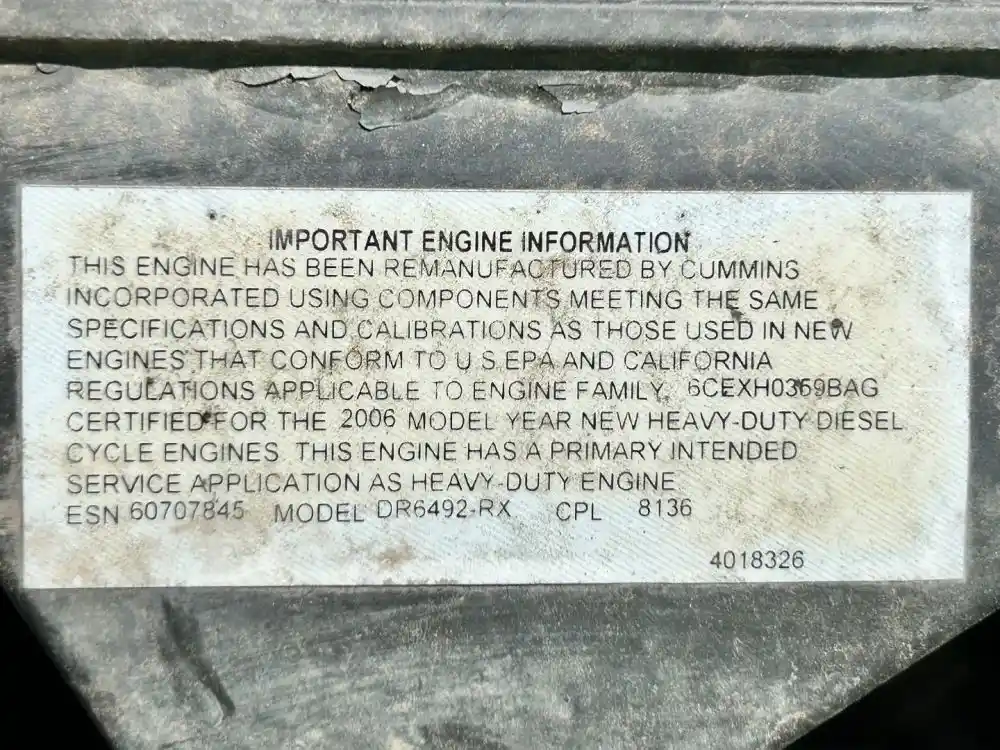 IMPORTANT ENGINE INFORMATION
THIS ENGINE HAS BEEN REMANUFACTURED BY CUMMINS
INCORPORATED USING COMPONENTS MEETING THE SAME
SPECIFICATIONS AND CALIBRATIONS AS THOSE USED IN NEW
ENGINES THAT CONFORM TO U S EPA AND CALIFORNIA
REGULATIONS APPLICABLE TO ENGINE FAMILY, 6CEXH0369BAG
CERTIFIED FOR THE 2006 MODEL YEAR NEW HEAVY-DUTY DIESEL
CYCLE ENGINES THIS ENGINE HAS A PRIMARY INTENDED
SERVICE APPLICATION AS HEAVY-DUTY ENGINE
ESN 60707845 MODEL DR6492-RX CPL 8136
4018326